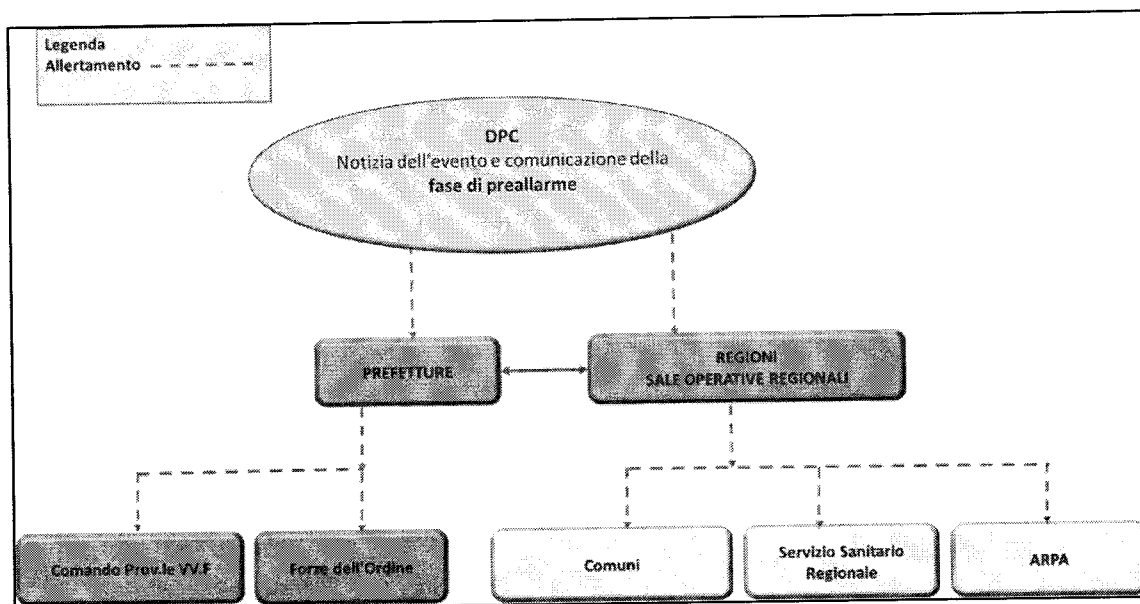 Legenda
Allertamento
DPC
Notizia dell'evento e comunicazione della
fase di preallarme
PREFETTURE
REGIONI
SALE OPERATIVE REGIONALI
Comando Prov.le VV.F
Forze dell'Ordine
Comuni
Servizio Sanitario
Regionale
ARPA